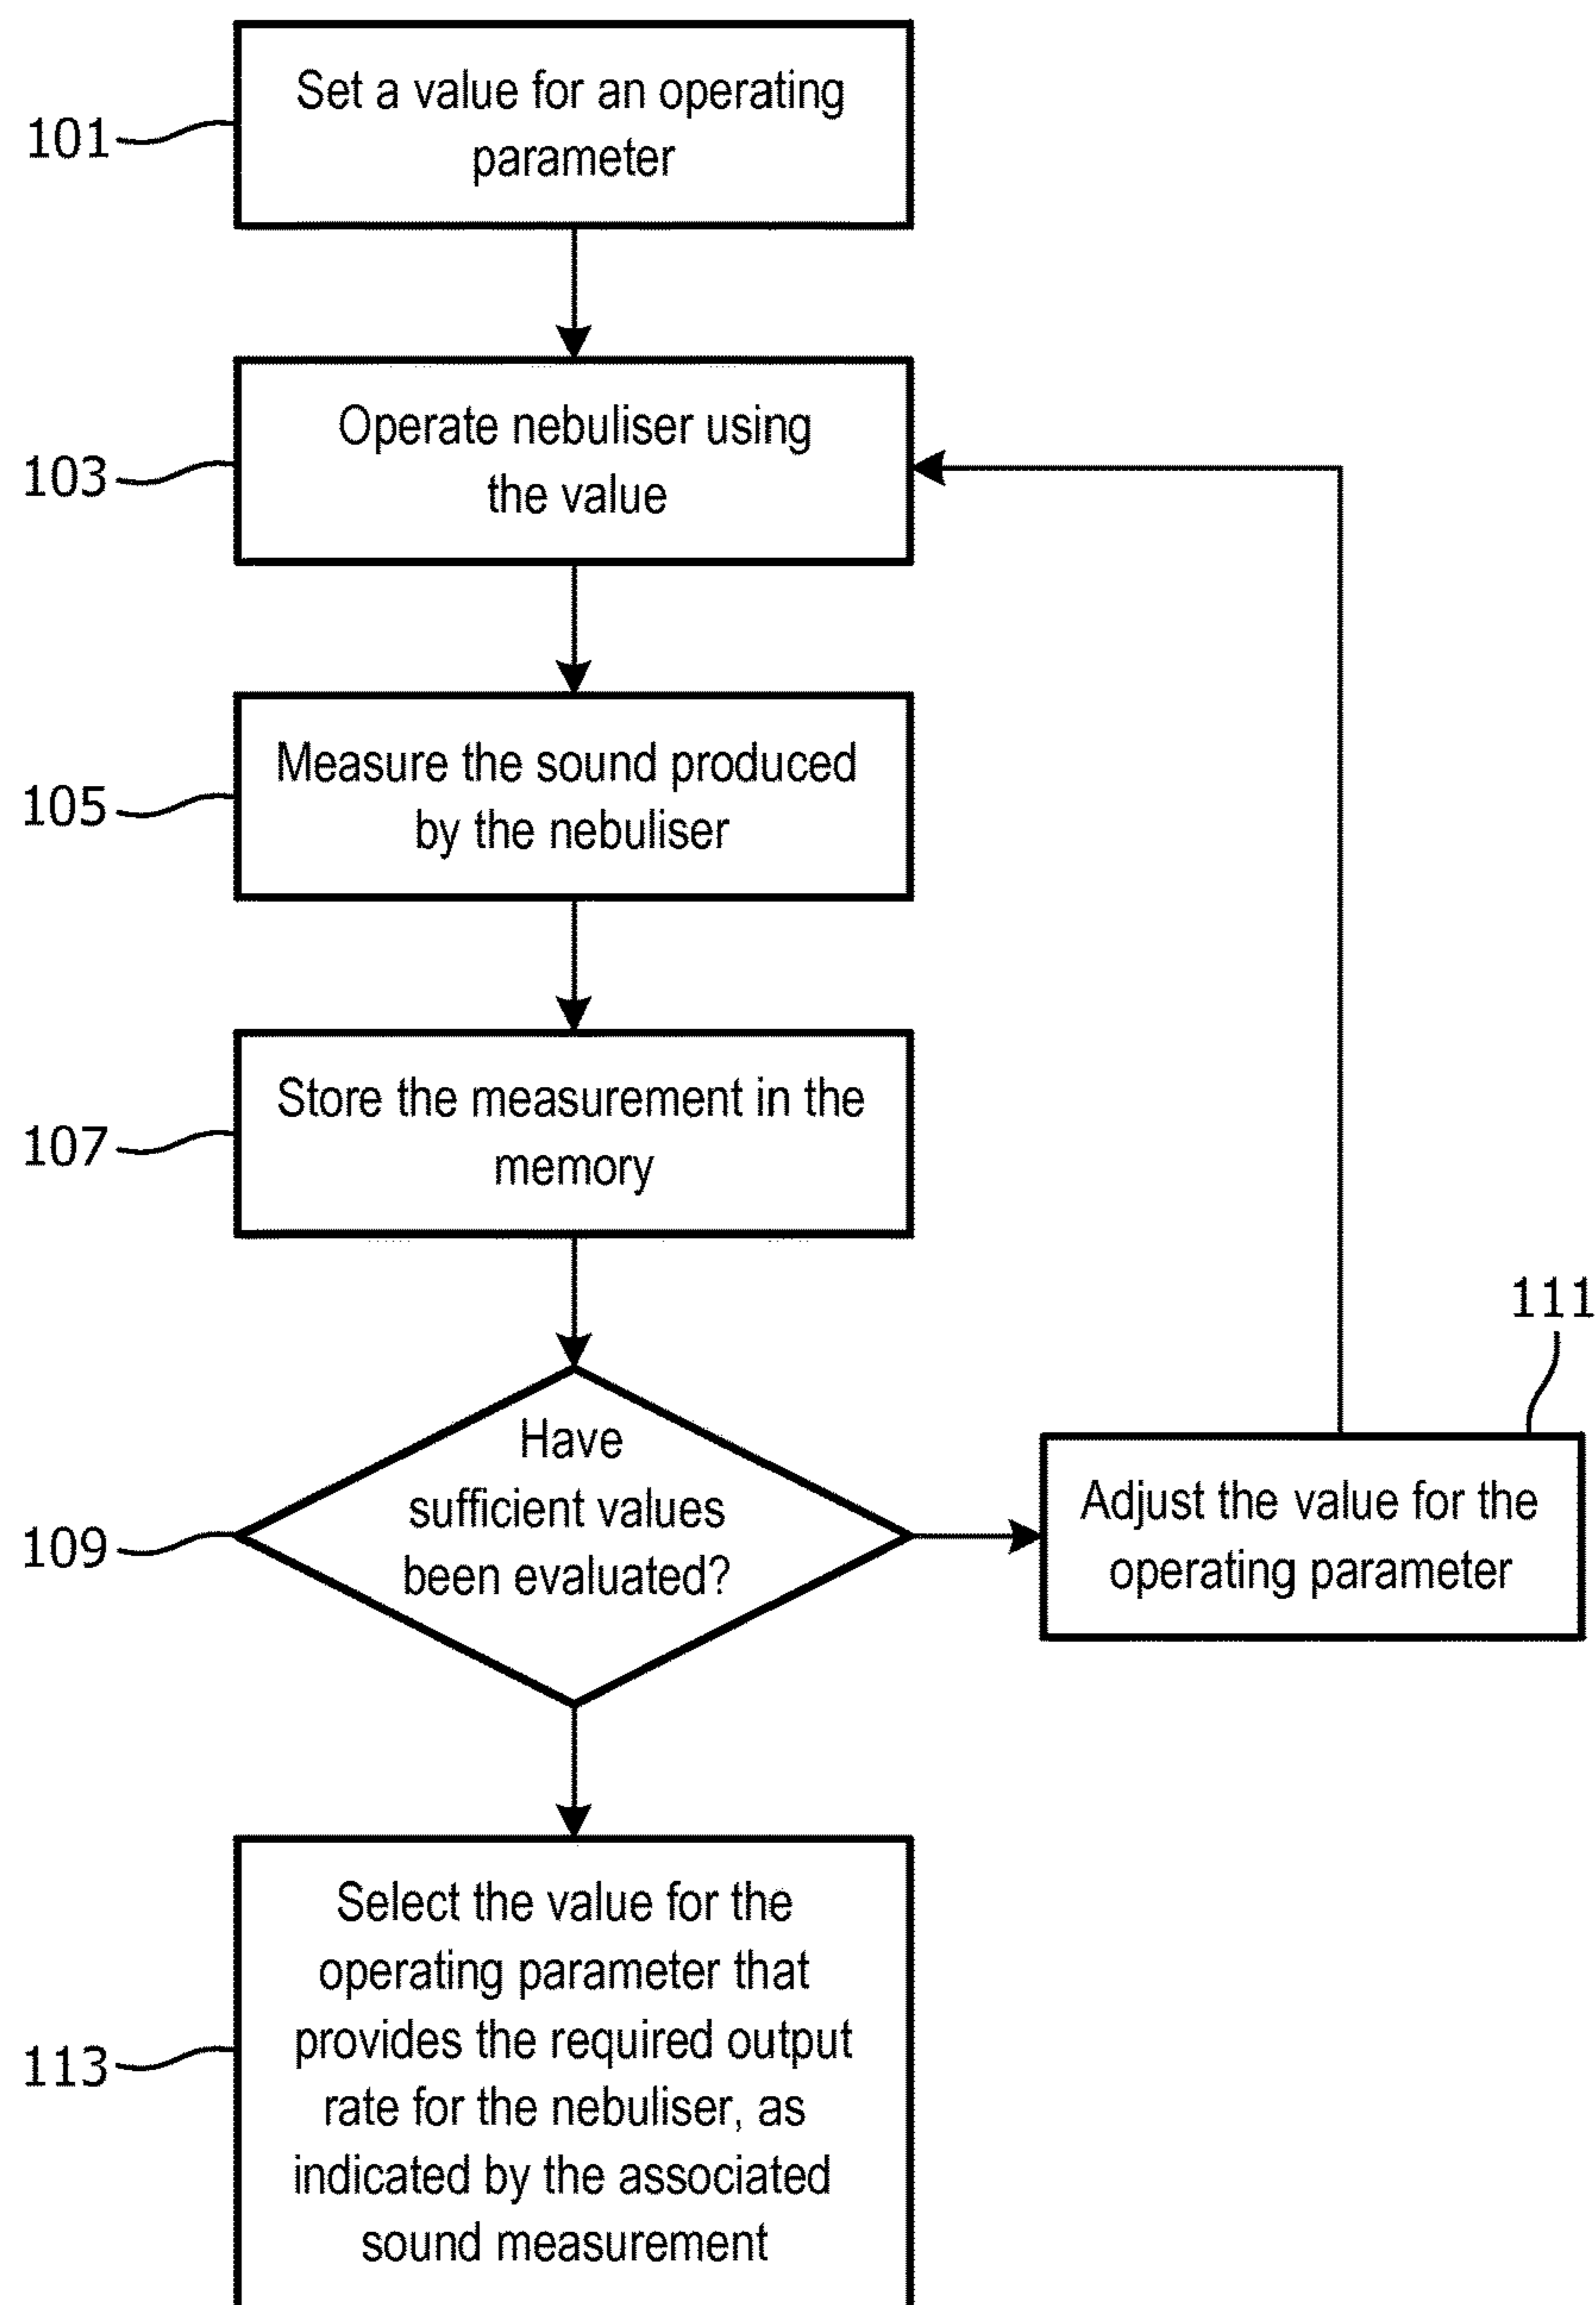 101
Set a value for an operating
parameter
103
Operate nebuliser using
the value
105
Measure the sound produced
by the nebuliser
107
Store the measurement in the
memory
109
Have
sufficient values
been evaluated?
111
Adjust the value for the
operating parameter
113
Select the value for the
operating parameter that
provides the required output
rate for the nebuliser, as
indicated by the associated
sound measurement